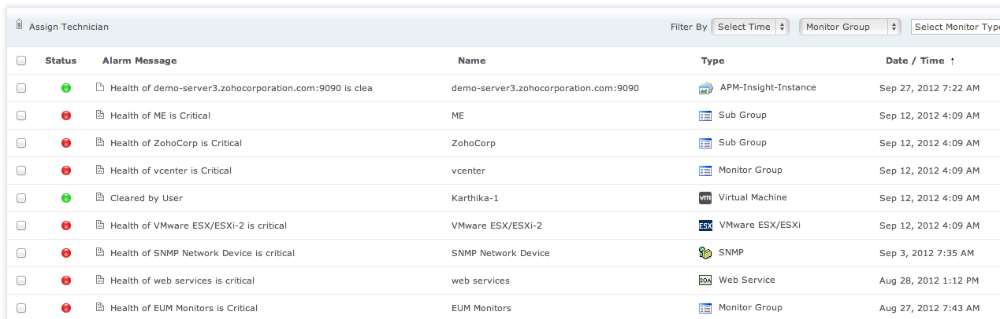 Assign Technician Filter By Select Time Monitor Group Select Monitor Type
Status Alarm Message Name Type Date / Time ↑
Health of demo-server3.zohocorporation.com:9090 is clea demo-server3.zohocorporation.com:9090 APM-Insight-Instance Sep 27, 2012 7:22 AM
Health of ME is Critical ME Sub Group Sep 12, 2012 4:09 AM
Health of ZohoCorp is Critical ZohoCorp Sub Group Sep 12, 2012 4:09 AM
Health of vcenter is Critical vcenter Monitor Group Sep 12, 2012 4:09 AM
Cleared by User Karthika-1 vm Virtual Machine Sep 12, 2012 4:09 AM
Health of VMware ESX/ESXi-2 is critical VMware ESX/ESXi-2 ESX VMware ESX/ESXi Sep 12, 2012 4:09 AM
Health of SNMP Network Device is critical SNMP Network Device SNMP Sep 3, 2012 7:35 AM
Health of web services is critical web services SOA Web Service Aug 28, 2012 1:12 PM
Health of EUM Monitors is Critical EUM Monitors Monitor Group Aug 27, 2012 7:43 AM